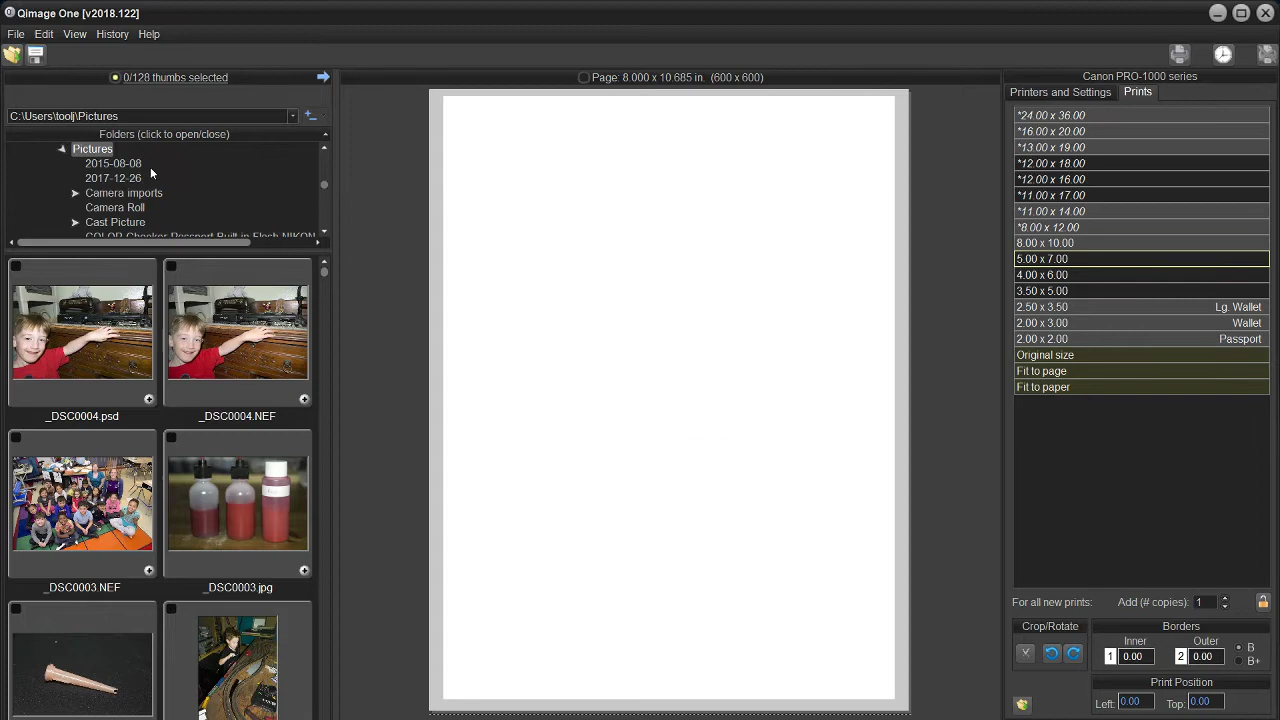 Qimage One [v2018.122]
File Edit View History Help
0/128 thumbs selected
Page: 8.000 x 10.685 in. (600 x 600)
Canon PRO-1000 series
Printers and Settings Prints
C:\Users\toolj\Pictures
Folders (click to open/close)
Pictures
2015-08-08
2017-12-26
Camera imports
Camera Roll
Cast Picture
COLOR Checker Passport Built in Flash NIKON
_DSC0004.psd
_DSC0004.NEF
_DSC0003.NEF
_DSC0003.jpg
*24.00 x 36.00
*16.00 x 20.00
*13.00 x 19.00
*12.00 x 18.00
*12.00 x 16.00
*11.00 x 17.00
*11.00 x 14.00
*8.00 x 12.00
8.00 x 10.00
5.00 x 7.00
4.00 x 6.00
3.50 x 5.00
2.50 x 3.50 Lg. Wallet
2.00 x 3.00 Wallet
2.00 x 2.00 Passport
Original size
Fit to page
Fit to paper
For all new prints: Add (# copies): 1
Crop/Rotate
Borders
Inner Outer
1 0.00 2 0.00
B
B+
Print Position
Left: 0.00 Top: 0.00